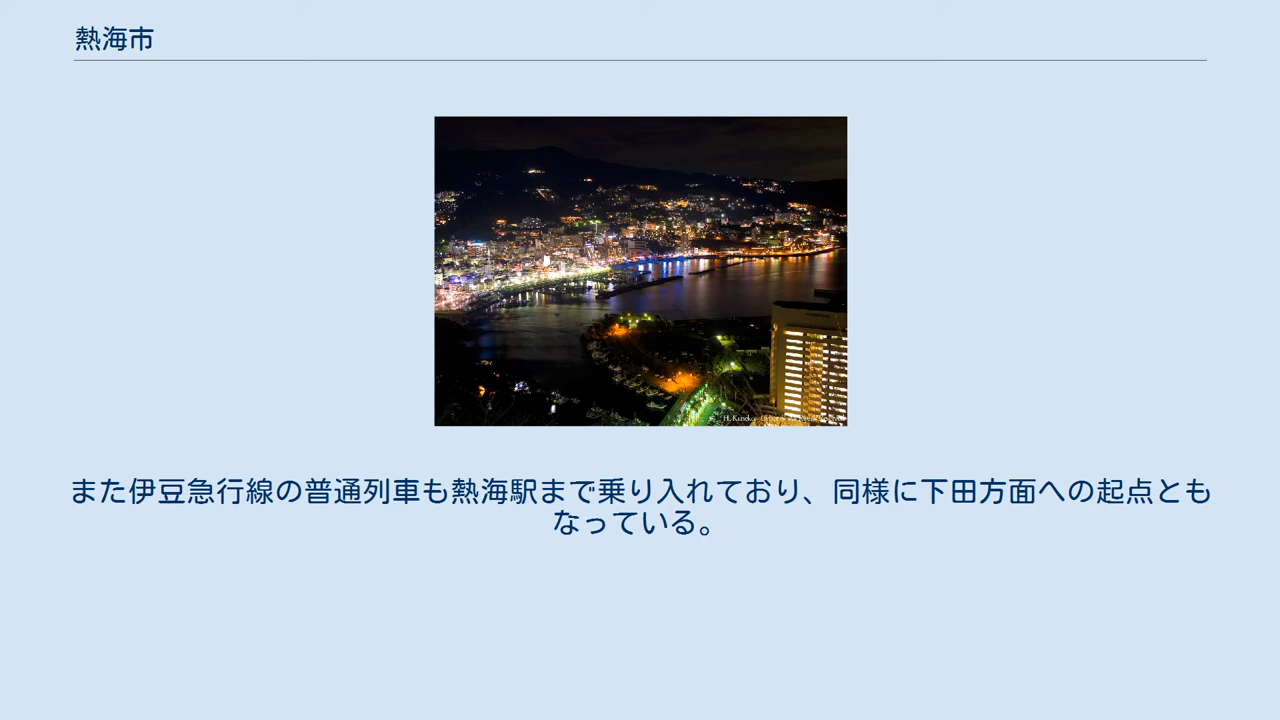 熱海市
また伊豆急行線の普通列車も熱海駅まで乗り入れており、同様に下田方面への起点とも
なっている。
H. Kaneko